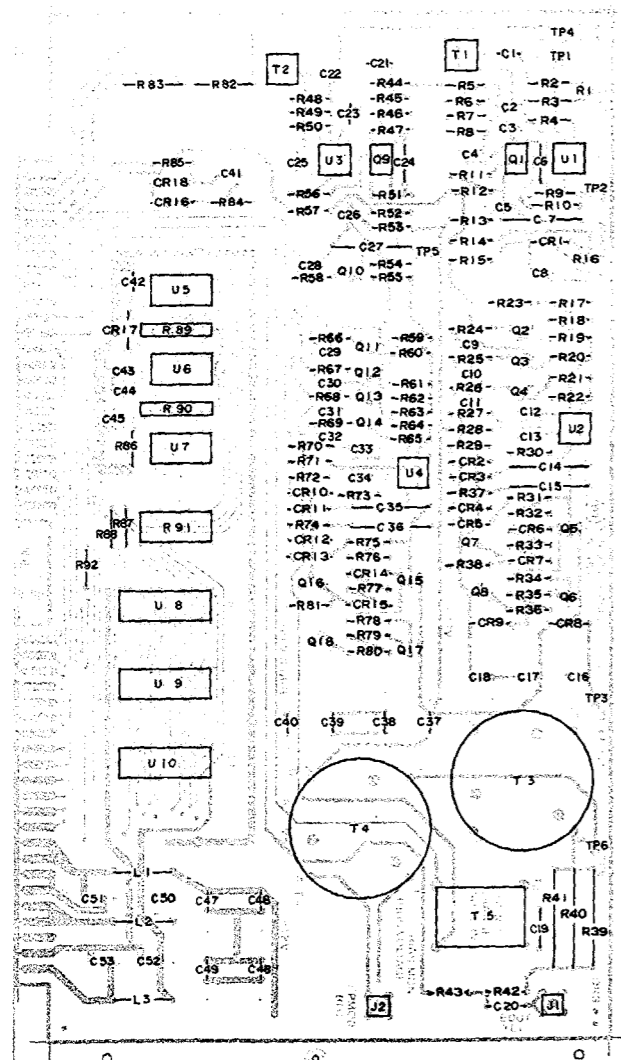 TP4
C21 T1 C1 TP1
T2 C22
R83 R82 R44 R5 R2 R1
R48 R45 R6 R3
R49 C23 R46 R7 C2
R50 R47 R8 C3 R4
R85 C25 U3 Q9 C24 C4 Q1 C6 U1
CR18 C41 R11
CR16 R84 R56 R51 R12 R9 TP2
R57 C26 R52 C5 R10
R53 R13 C7
C27 TP5 R14 CR1
C28 Q10 R54 R15 C8 R16
R58 R55
C42 U5
R23 R17
R18
CR17 R89 R66 R59 R24 Q2 R19
C29 Q11 R60 C9
C43 U6 R67 Q12 R25 Q3 R20
C30 R61 C10 R21
C44 R68 Q13 R62 R26 Q4 R22
C45 R90 C31 R63 C11 C12
R69 Q14 R64 R27 U2
R86 U7 C32 R65 R28 C13
R70 C33 R29 R30
R71 U4 CR2 C14
R72 C34 CR3 C15
CR10 R73 R37 R31
R88 R87 R91 CR11 C35 CR4 R32
R74 C36 CR5 CR6 Q5
CR12 R75 Q7 R33
R92 CR13 R76 R38 CR7
Q16 CR14 Q15 R34
R77 Q8 R35 Q6
U8 R81 CR15 R36
R78 CR9 CR8
Q18 R79
R80 Q17
U9 C18 C17 C16
TP3
C40 C39 C38 C37
U10 T3
T4
TP6
L1
C51 C50 C47 C48 T5 C19 R41
L2 R40
R39
C53 C52 C49 C48
L3 R43 R42
J2 C20 J1